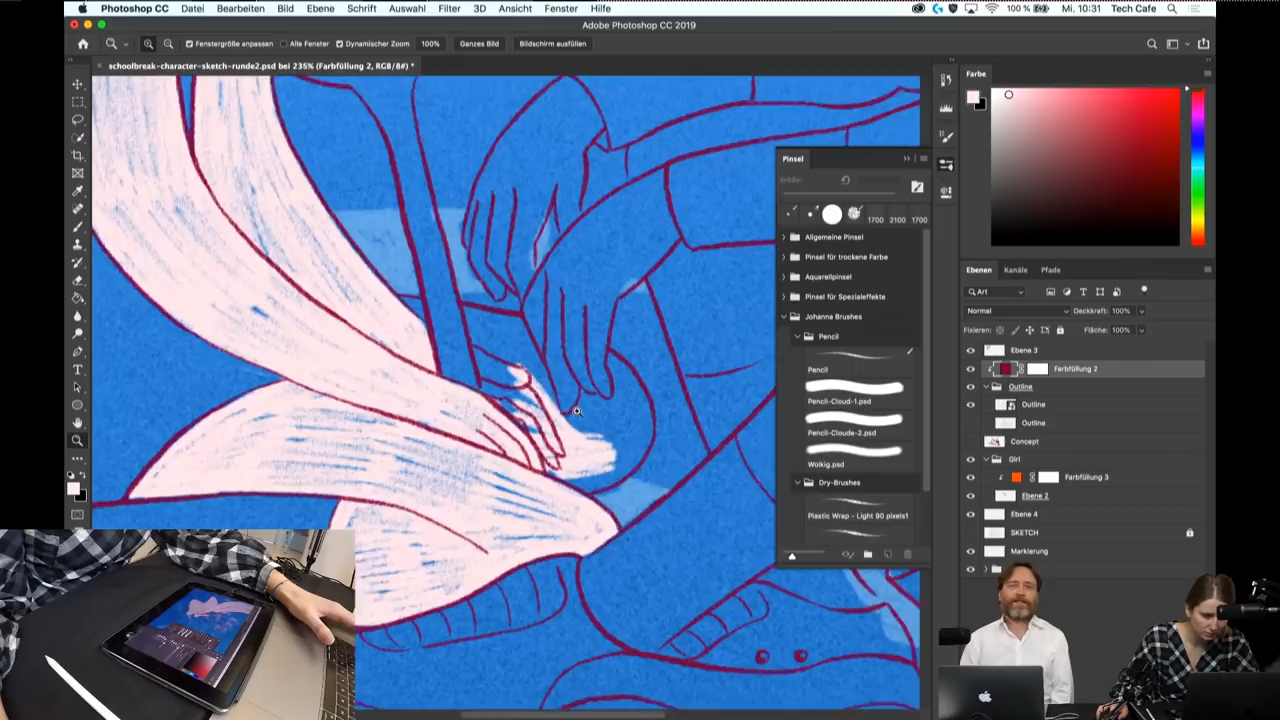 Photoshop CC Datei Bearbeiten Bild Ebene Schrift Auswahl Filter 3D Ansicht Fenster Hilfe 100 % Mi. 10:31 Tech Cafe
Adobe Photoshop CC 2019
Fenstergröße anpassen Alle Fenster Dynamischer Zoom 100% Ganzes Bild Bildschirm ausfüllen
schoolbreak-character-sketch-runde2.psd bei 235% (Farbfüllung 2, RGB/8#) *
Farbe
Pinsel
Größe:
1700 2100 1700
Allgemeine Pinsel
Pinsel für trockene Farbe
Aquarellpinsel
Pinsel für Spezialeffekte
Johanna Brushes
Pencil
Pencil
Pencil-Cloud-1.psd
Pencil-Cloude-2.psd
Wolkig.psd
Dry-Brushes
Plastic Wrap - Light 90 pixels1
Ebenen Kanäle Pfade
Art
Normal Deckkraft: 100%
Fixieren: Fläche: 100%
Ebene 3
Farbfüllung 2
Outline
Outline
Outline
Concept
Girl
Farbfüllung 3
Ebene 2
Ebene 4
SKETCH
Markierung